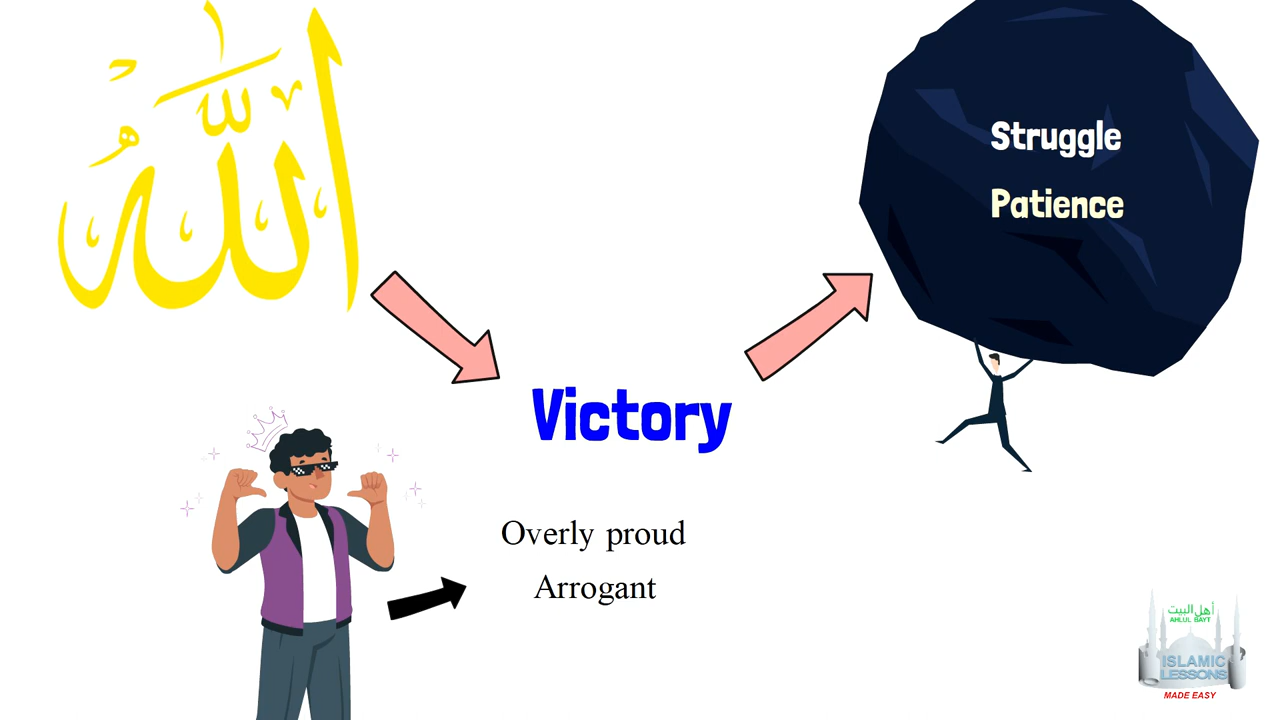 الله
Struggle
Patience
Victory
Overly proud
Arrogant
أهل البيت
AHLUL BAYT
ISLAMIC
LESSONS
MADE EASY